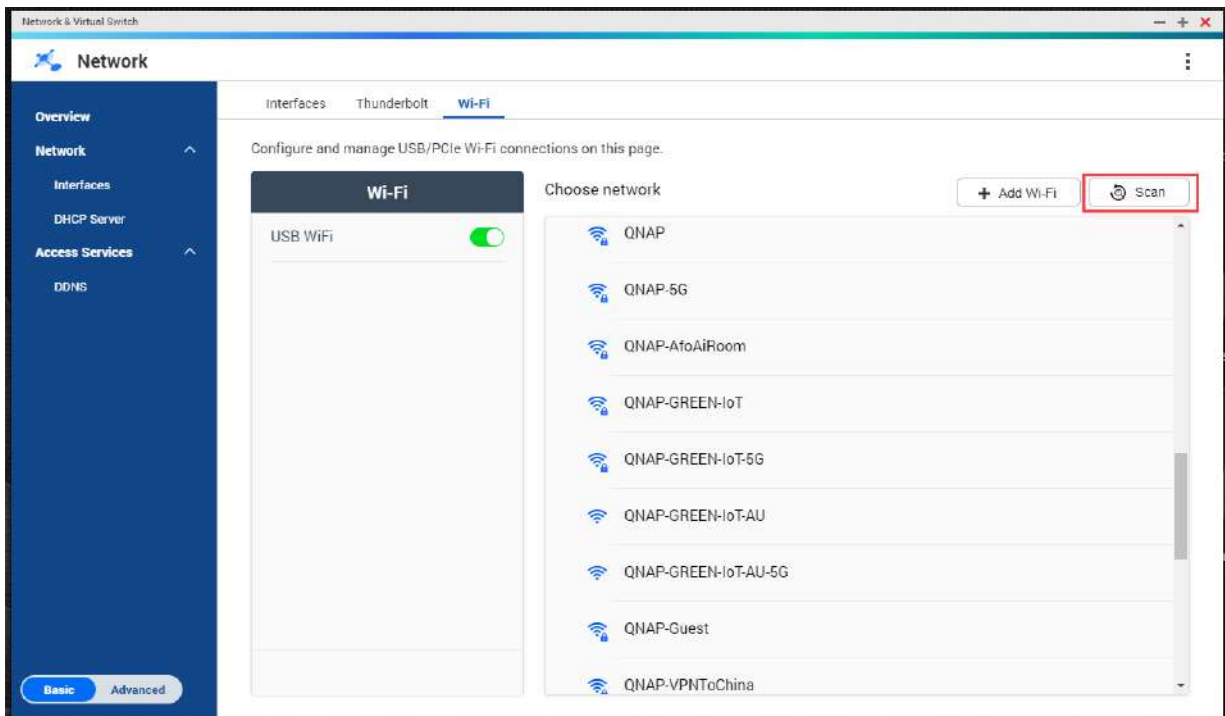 Network & Virtual Switch
Network
Overview
Network
Interfaces
DHCP Server
Access Services
DDNS
Basic Advanced
Interfaces Thunderbolt Wi-Fi
Configure and manage USB/PCIe Wi-Fi connections on this page.
Wi-Fi
USB WiFi
Choose network
+ Add Wi-Fi
Scan
QNAP
QNAP-5G
QNAP-AfoAiRoom
QNAP-GREEN-IoT
QNAP-GREEN-IoT-5G
QNAP-GREEN-IoT-AU
QNAP-GREEN-IoT-AU-5G
QNAP-Guest
QNAP-VPNToChina